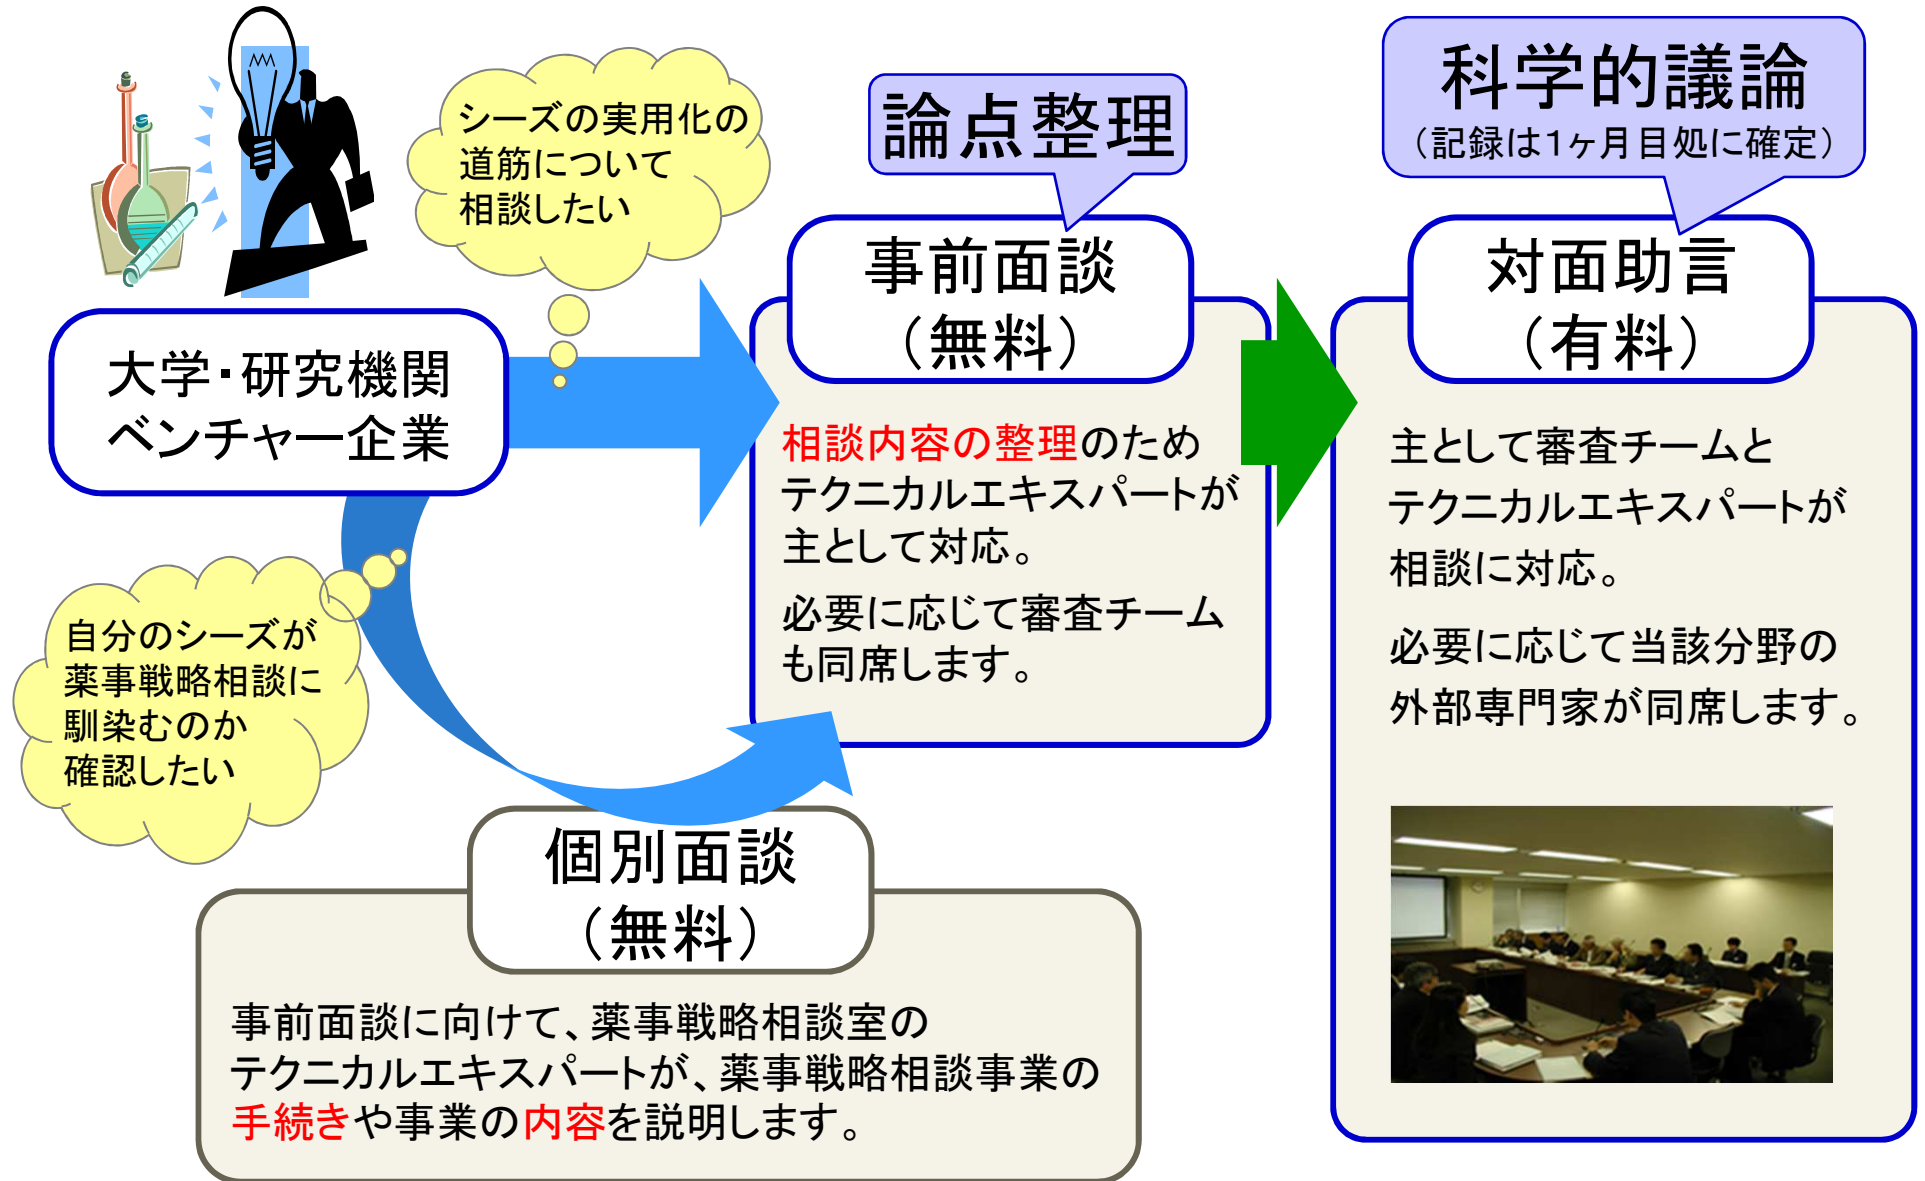 シーズの実用化の
道筋について
相談したい
論点整理
科学的議論
（記録は1ヶ月目処に確定）
大学・研究機関
ベンチャー企業
事前面談
（無料）
相談内容の整理のため
テクニカルエキスパートが
主として対応。
必要に応じて審査チーム
も同席します。
対面助言
（有料）
主として審査チームと
テクニカルエキスパートが
相談に対応。
必要に応じて当該分野の
外部専門家が同席します。
自分のシーズが
薬事戦略相談に
馴染むのか
確認したい
個別面談
（無料）
事前面談に向けて、薬事戦略相談室の
テクニカルエキスパートが、薬事戦略相談事業の
手続きや事業の内容を説明します。